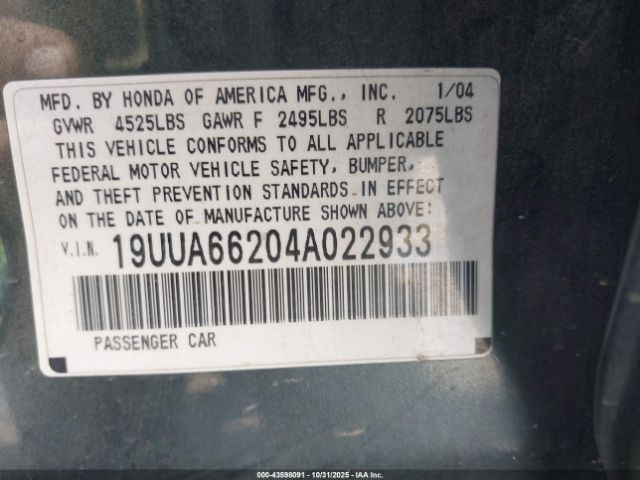 MFD. BY HONDA OF AMERICA MFG., INC. 1/04
GVWR 4525LBS GAWR F 2495LBS R 2075LBS
THIS VEHICLE CONFORMS TO ALL APPLICABLE
FEDERAL MOTOR VEHICLE SAFETY, BUMPER,
AND THEFT PREVENTION STANDARDS IN EFFECT
ON THE DATE OF MANUFACTURE SHOWN ABOVE:
V.I.N. 19UUA66204A022933
PASSENGER CAR
000-43598091 - 10/31/2025 - IAA Inc.